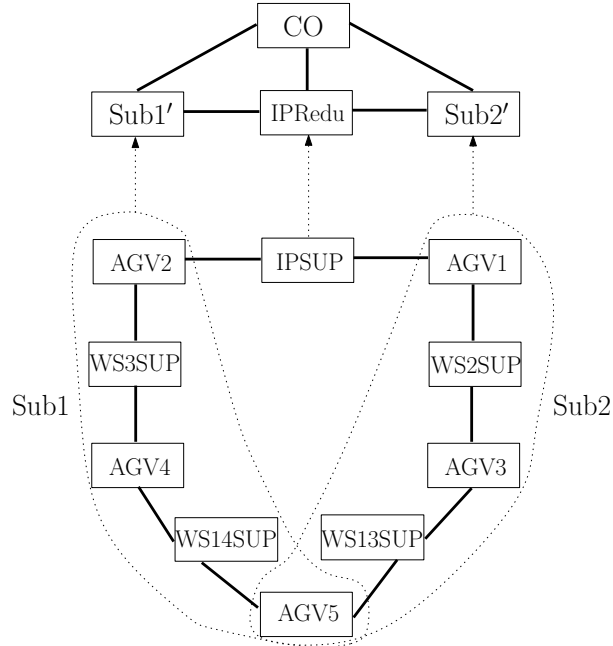 CO
Sub1′ IPRedu Sub2′
AGV2 IPSUP AGV1
WS3SUP WS2SUP
Sub1 Sub2
AGV4 AGV3
WS14SUP WS13SUP
AGV5